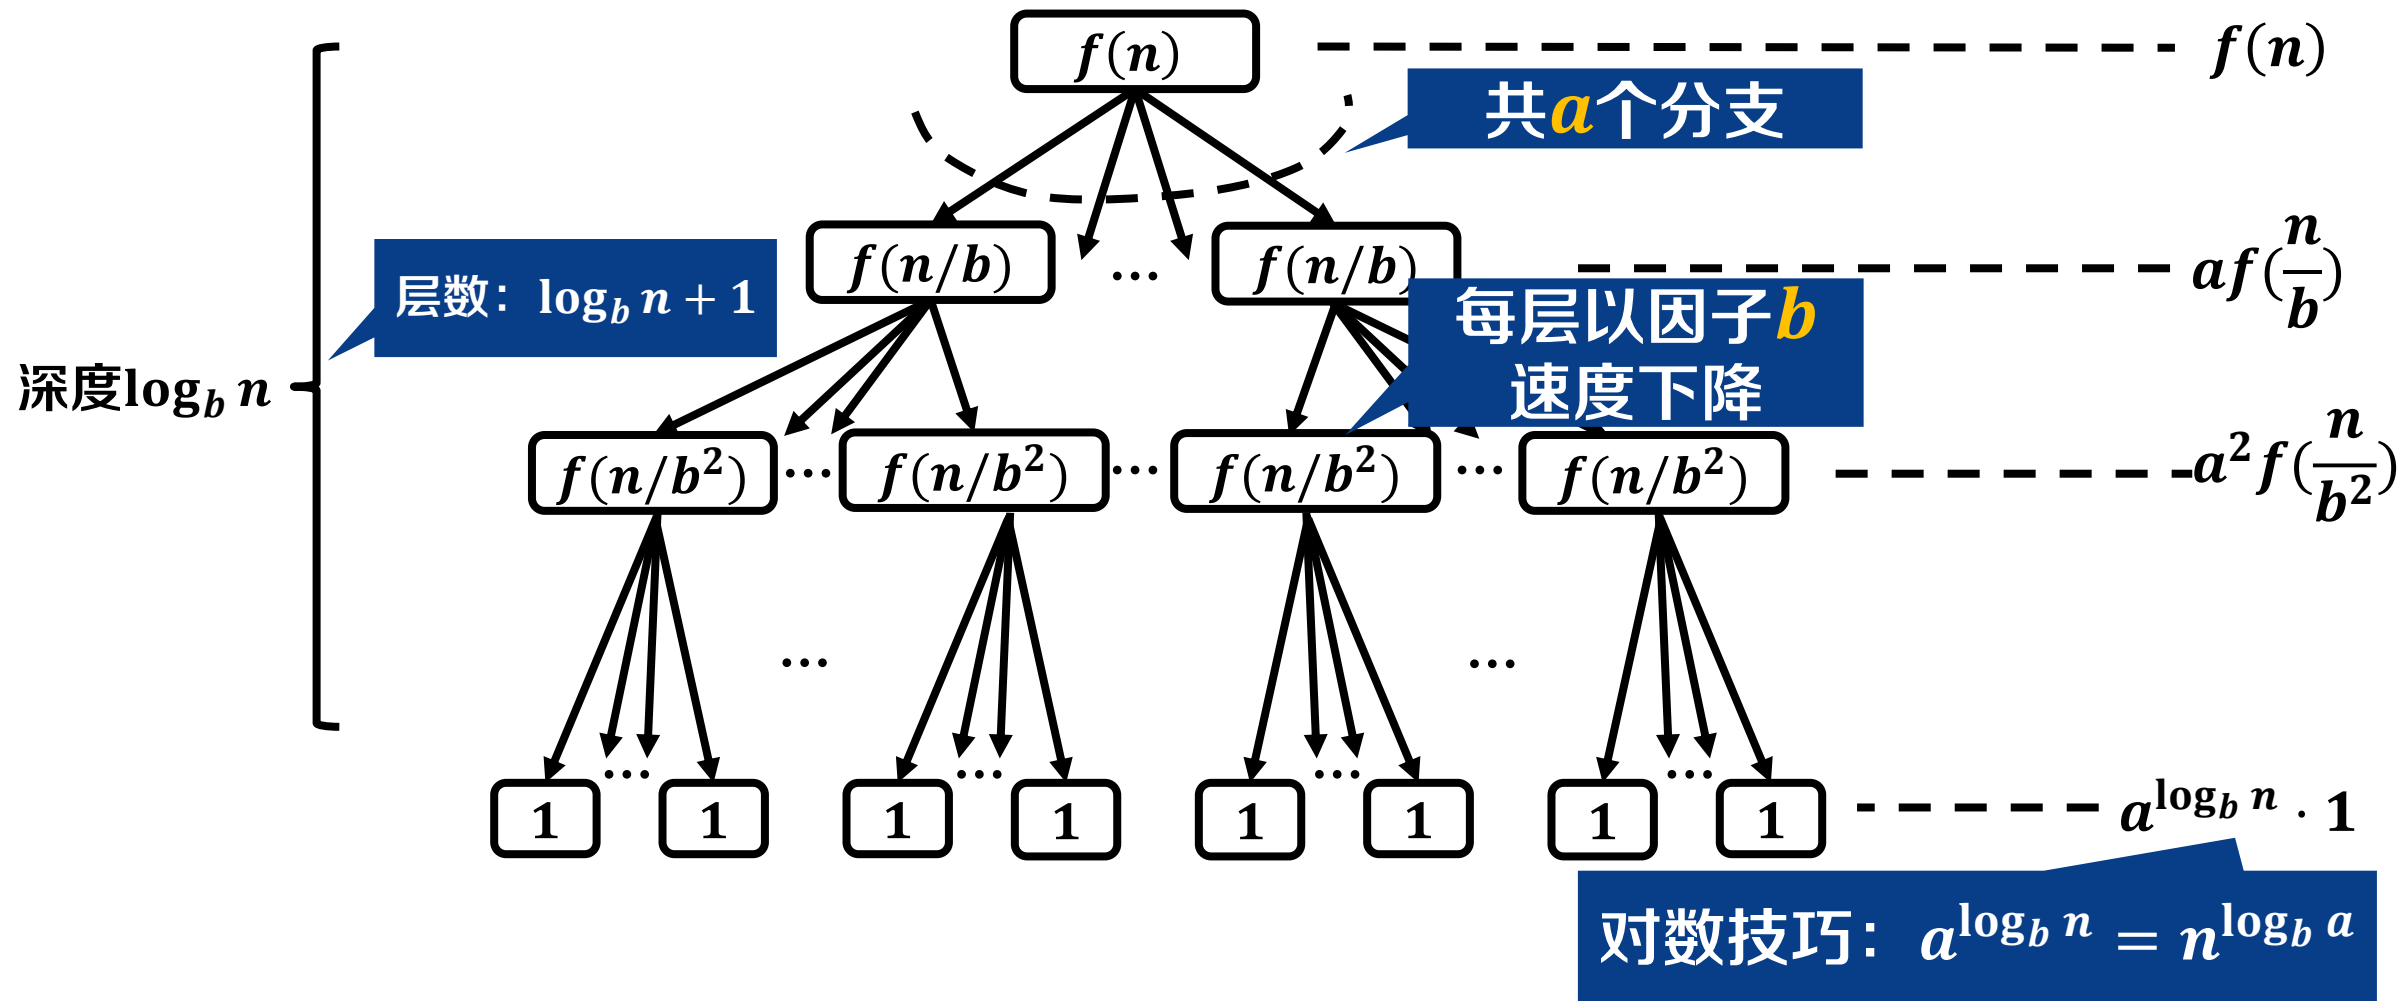 f(n)
f(n)
共a个分支
f(n/b)
…
f(n/b)
af(n/b)
层数：log_b n + 1
每层以因子b
速度下降
深度log_b n
f(n/b²)
…
f(n/b²)
…
f(n/b²)
…
f(n/b²)
a²f(n/b²)
…
…
…
…
…
…
1
1
1
1
1
1
1
1
a^{log_b n} · 1
对数技巧：a^{log_b n} = n^{log_b a}